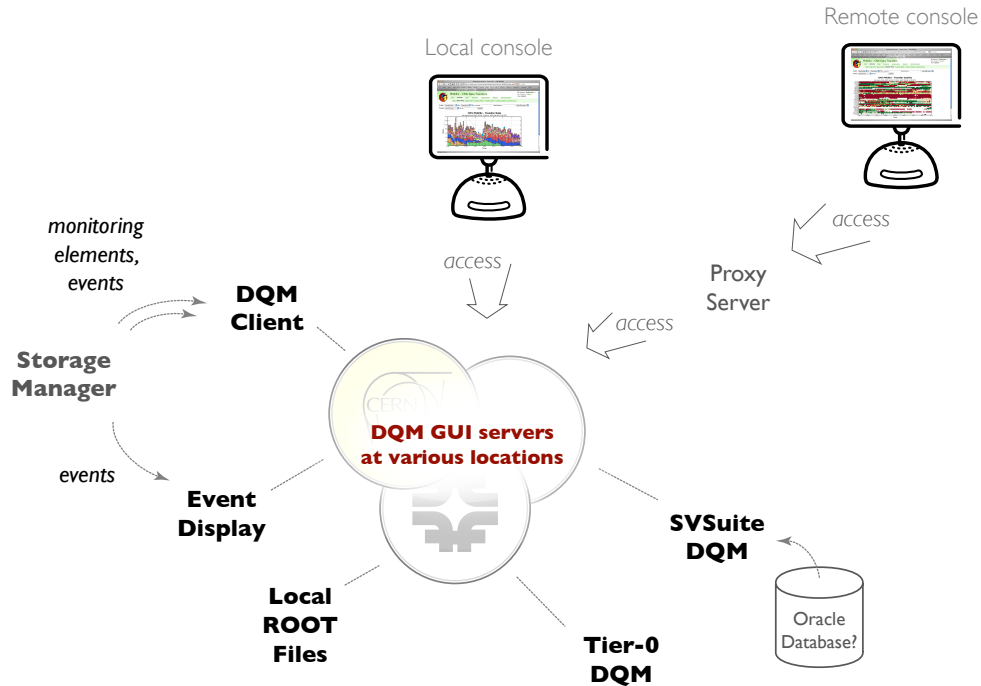 Remote console
Local console
access
monitoring
elements,
events
access
Proxy
Server
DQM
Client
access
Storage
Manager
CERN
DQM GUI servers
at various locations
events
Event
Display
SVSuite
DQM
Local
ROOT
Files
Oracle
Database?
Tier-0
DQM